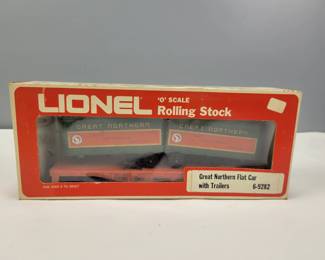 LIONEL
'O' SCALE
Rolling Stock
GREAT NORTHERN
GREAT NORTHERN
Great Northern Flat Car
with Trailers 6-9282